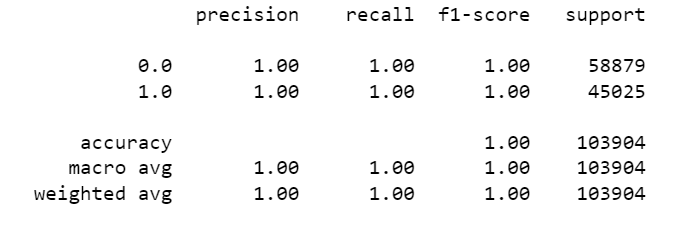 precision recall f1-score support
0.0 1.00 1.00 1.00 58879
1.0 1.00 1.00 1.00 45025
accuracy 1.00 103904
macro avg 1.00 1.00 1.00 103904
weighted avg 1.00 1.00 1.00 103904